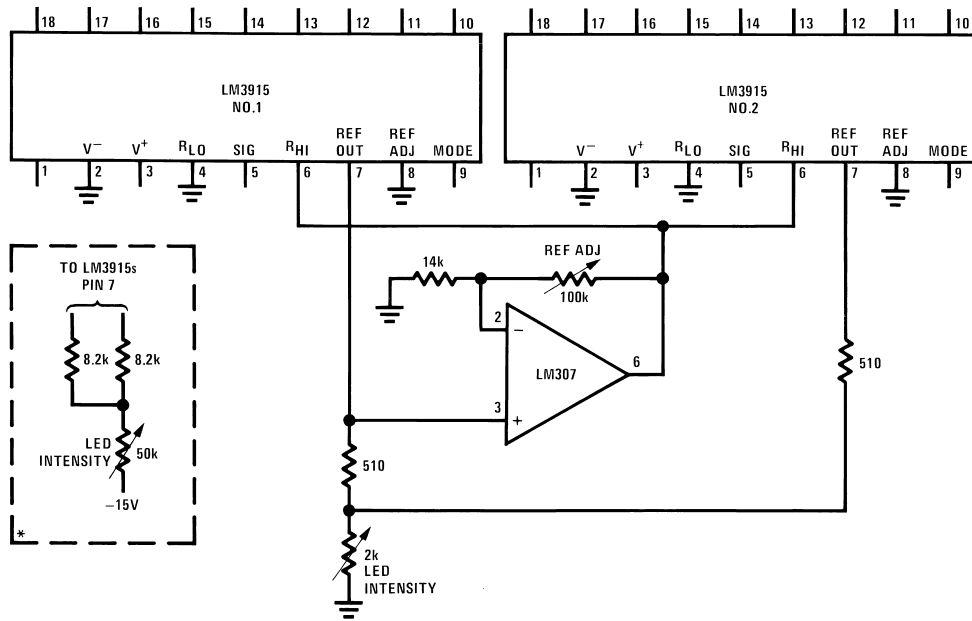 18 17 16 15 14 13 12 11 10
18 17 16 15 14 13 12 11 10
LM3915
NO.1
LM3915
NO.2
V− V+ RLO SIG RHI REF OUT REF ADJ MODE
V− V+ RLO SIG RHI REF OUT REF ADJ MODE
1 2 3 4 5 6 7 8 9
1 2 3 4 5 6 7 8 9
TO LM3915s
PIN 7
8.2k 8.2k
LED
INTENSITY
50k
−15V
*
14k
REF ADJ
100k
2
−
LM307
6
3
+
510
510
2k
LED
INTENSITY